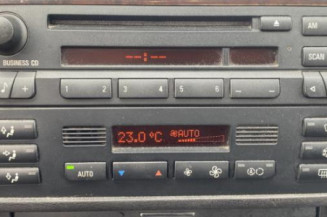 AM
BUSINESS CD
--:--
SCAN
1 2 3 4 5 6
23.0 °C AUTO
AUTO